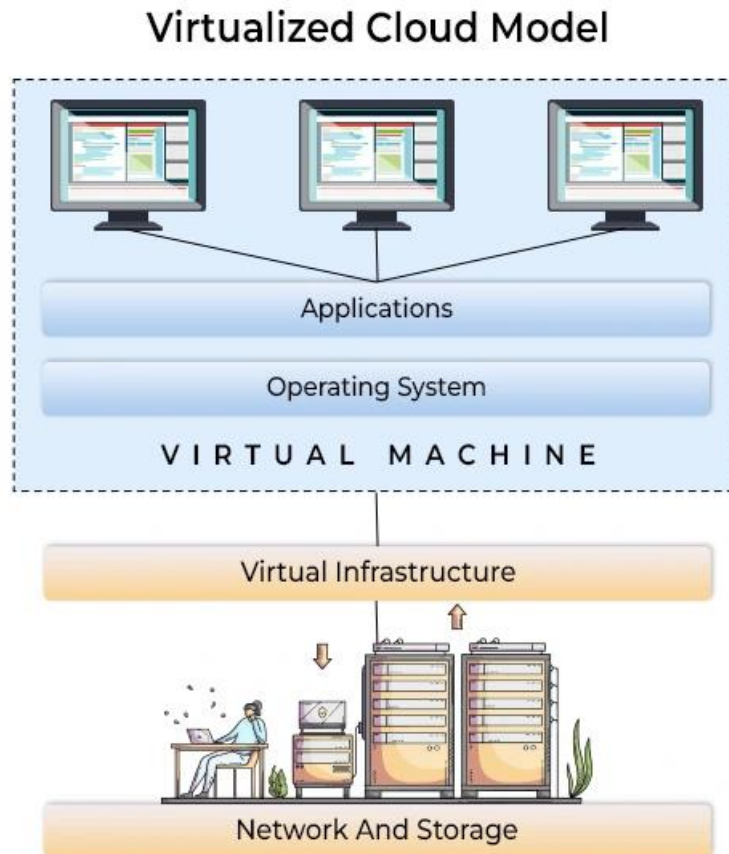 Virtualized Cloud Model
Applications
Operating System
VIRTUAL MACHINE
Virtual Infrastructure
Network And Storage